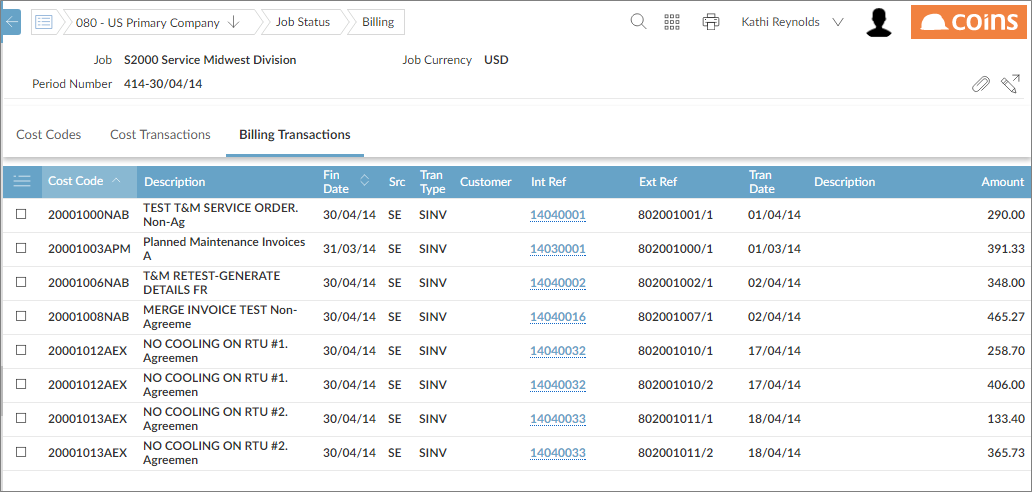 080 - US Primary Company Job Status Billing Kathi Reynolds coins
Job S2000 Service Midwest Division Job Currency USD
Period Number 414-30/04/14
Cost Codes Cost Transactions Billing Transactions
Cost Code Description Fin Date Src Tran Type Customer Int Ref Ext Ref Tran Date Description Amount
20001000NAB TEST T&M SERVICE ORDER. Non-Ag 30/04/14 SE SINV 14040001 802001001/1 01/04/14 290.00
20001003APM Planned Maintenance Invoices A 31/03/14 SE SINV 14030001 802001000/1 01/03/14 391.33
20001006NAB T&M RETEST-GENERATE DETAILS FR 30/04/14 SE SINV 14040002 802001002/1 02/04/14 348.00
20001008NAB MERGE INVOICE TEST Non-Agreeme 30/04/14 SE SINV 14040016 802001007/1 02/04/14 465.27
20001012AEX NO COOLING ON RTU #1. Agreemen 30/04/14 SE SINV 14040032 802001010/1 17/04/14 258.70
20001012AEX NO COOLING ON RTU #1. Agreemen 30/04/14 SE SINV 14040032 802001010/2 17/04/14 406.00
20001013AEX NO COOLING ON RTU #2. Agreemen 30/04/14 SE SINV 14040033 802001011/1 18/04/14 133.40
20001013AEX NO COOLING ON RTU #2. Agreemen 30/04/14 SE SINV 14040033 802001011/2 18/04/14 365.73